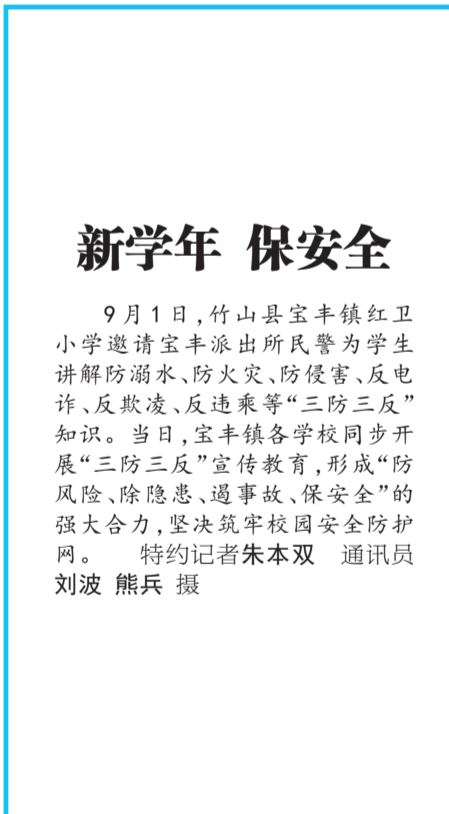 新学年 保安全
9月1日,竹山县宝丰镇红卫
小学邀请宝丰派出所民警为学生
讲解防溺水、防火灾、防侵害、反电
诈、反欺凌、反违乘等“三防三反”
知识。当日,宝丰镇各学校同步开
展“三防三反”宣传教育,形成“防
风险、除隐患、遏事故、保安全”的
强大合力,坚决筑牢校园安全防护
网。 特约记者朱本双 通讯员
刘波 熊兵 摄